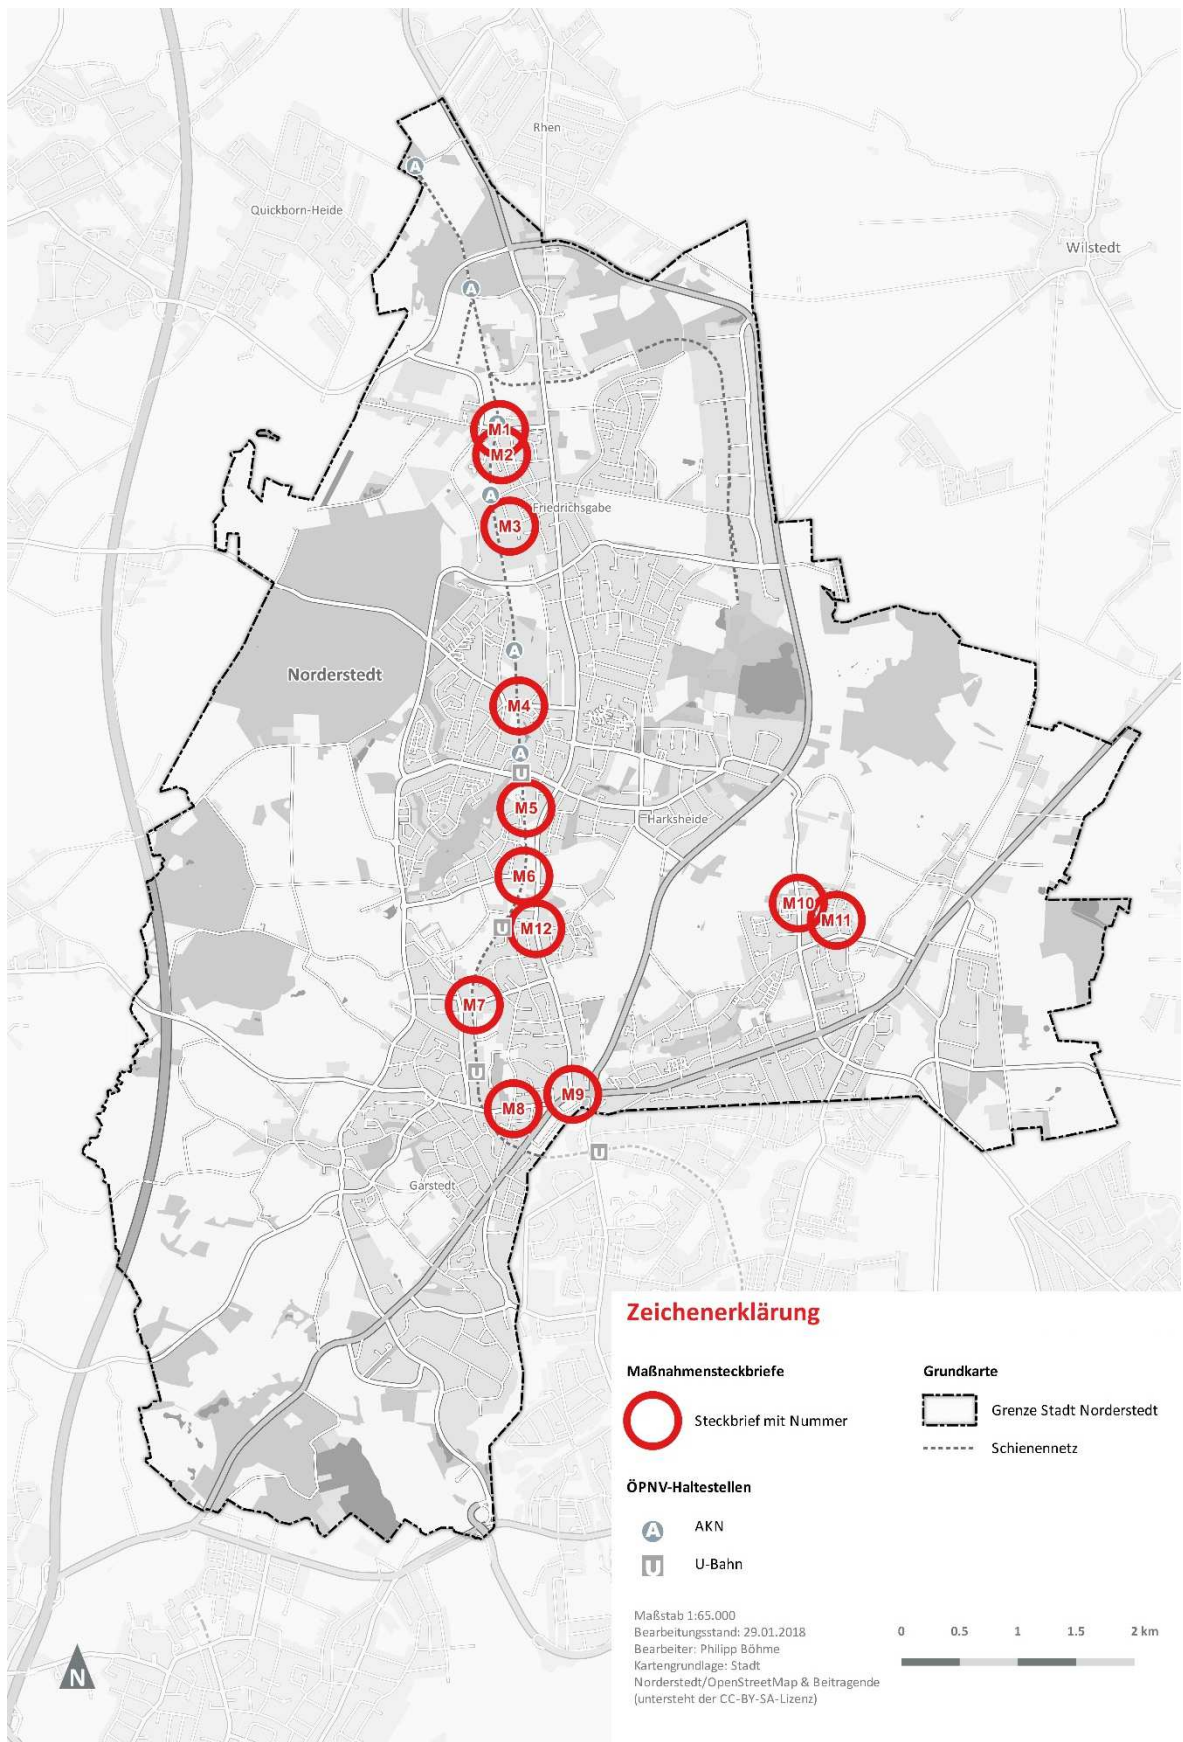 Rhen
A
Quickborn-Heide
Wilstedt
A
M1
M2
A
Friedrichsgabe
M3
A
Norderstedt
M4
A
U
M5
Harksheide
M6
M10
M11
U
M12
M7
U
M8
M9
U
Garstedt
Zeichenerklärung
Maßnahmensteckbriefe
Steckbrief mit Nummer
ÖPNV-Haltestellen
A AKN
U U-Bahn
Grundkarte
Grenze Stadt Norderstedt
Schienennetz
Maßstab 1:65.000
Bearbeitungsstand: 29.01.2018
Bearbeiter: Philipp Böhme
Kartengrundlage: Stadt
Norderstedt/OpenStreetMap & Beitragende
(untersteht der CC-BY-SA-Lizenz)
0 0.5 1 1.5 2 km
N